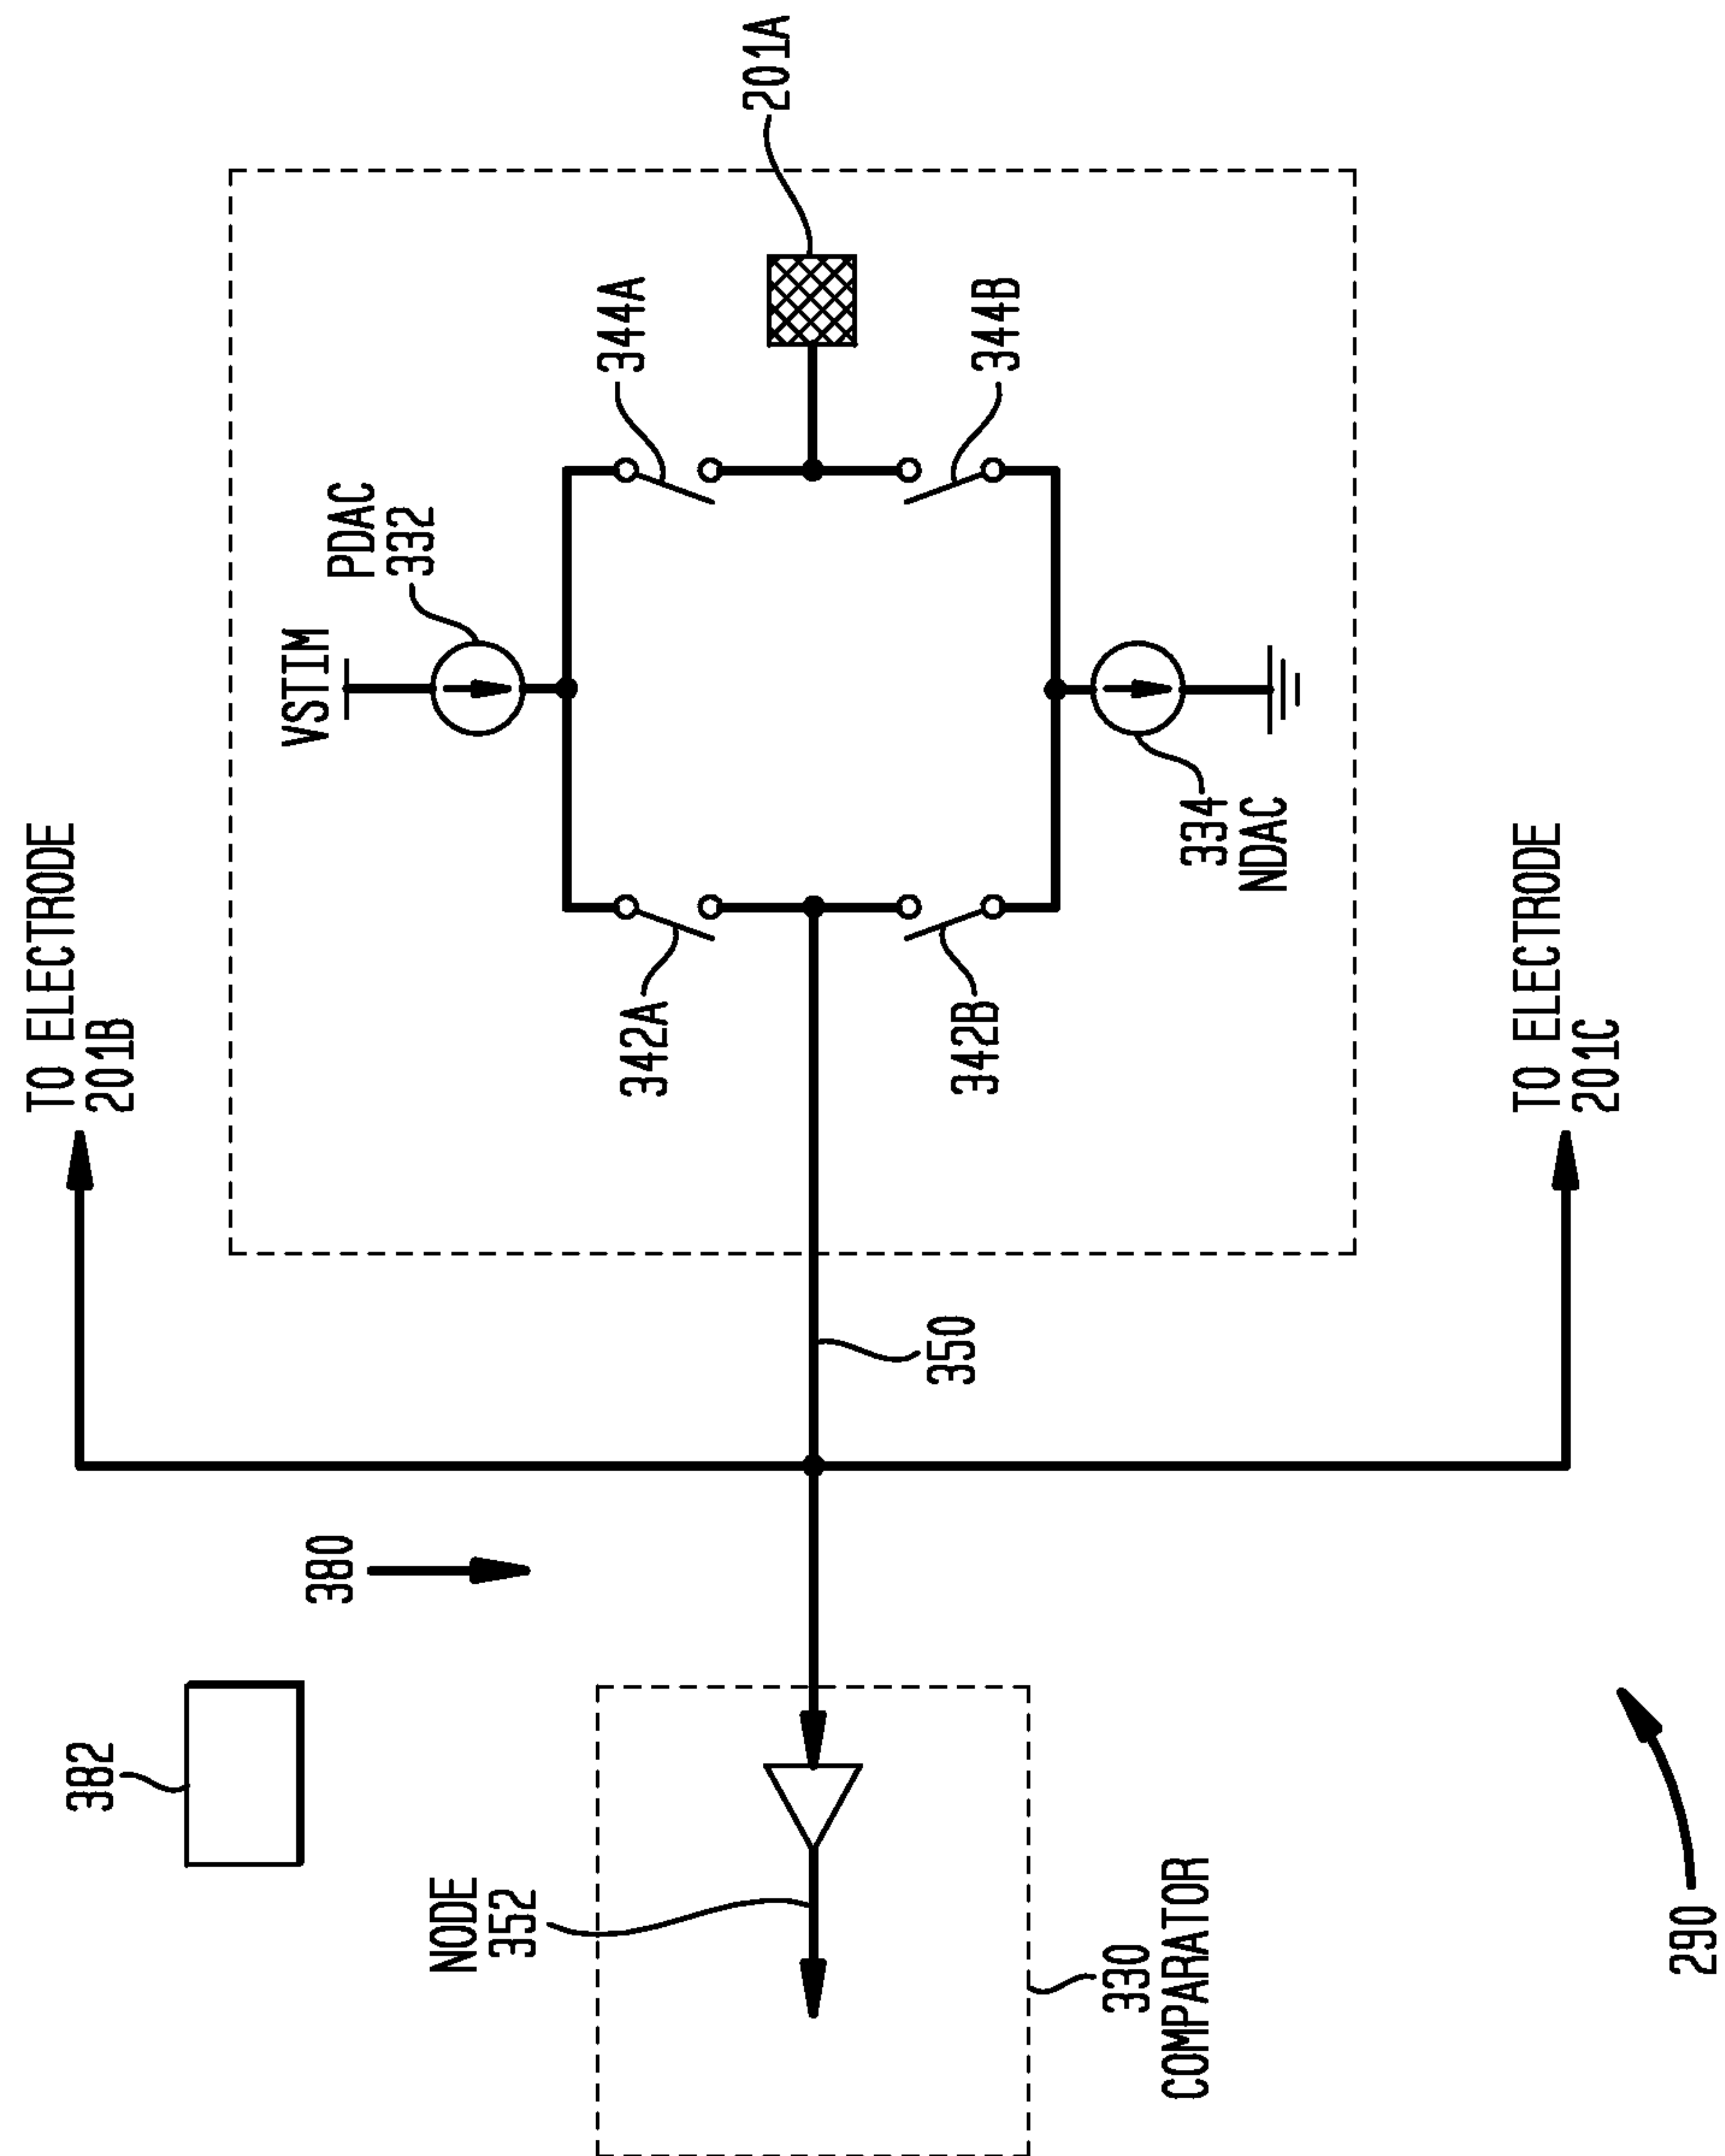 TO ELECTRODE
201B
VSTIM
PDAC
332
344A
201A
342A
344B
342B
334
NDAC
350
TO ELECTRODE
201C
380
382
NODE
352
330
COMPARATOR
290